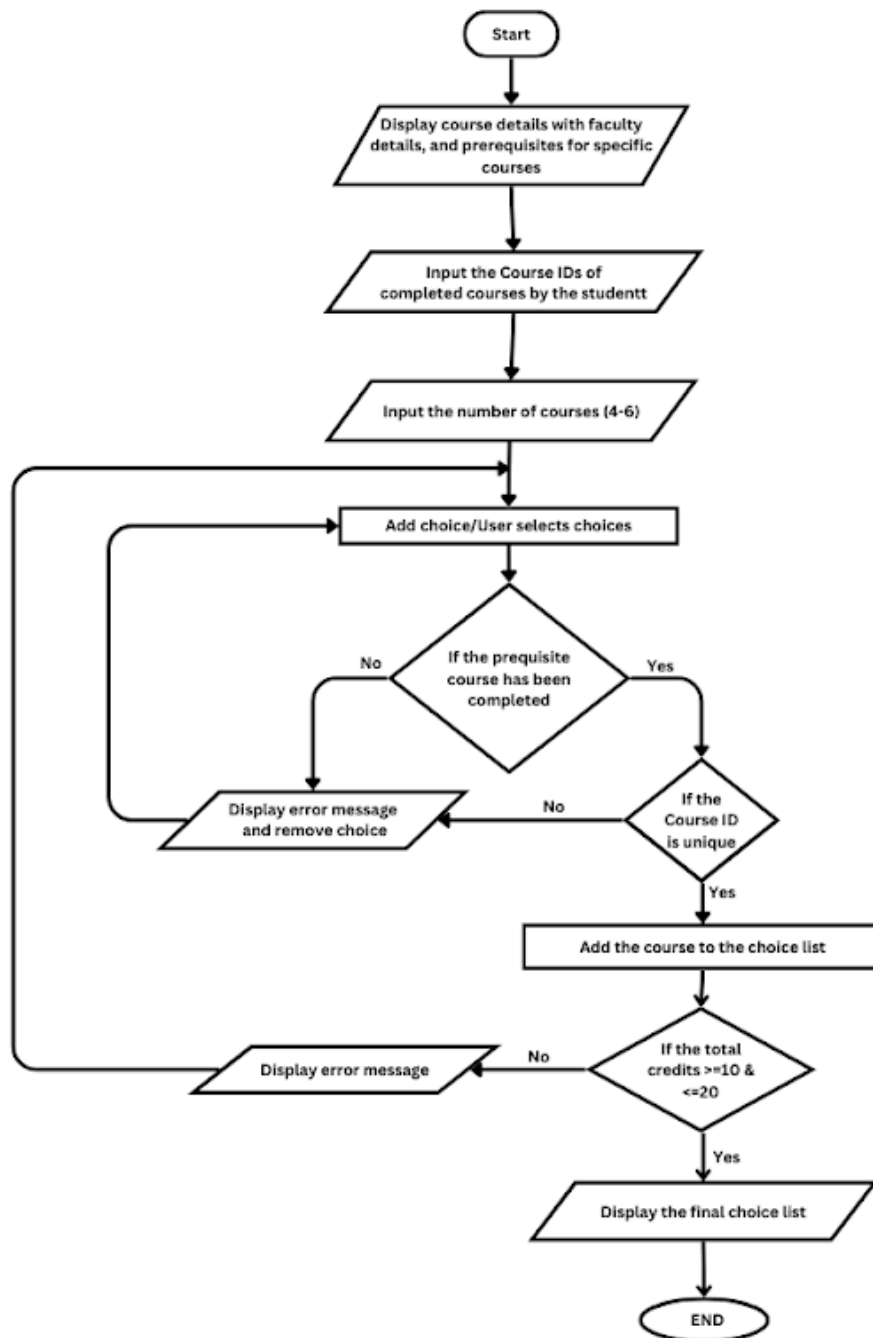 Start
Display course details with faculty
details, and prerequisites for specific
courses
Input the Course IDs of
completed courses by the studentt
Input the number of courses (4-6)
Add choice/User selects choices
No
If the prequisite
course has been
completed
Yes
Display error message
and remove choice
No
If the
Course ID
is unique
Yes
Add the course to the choice list
Display error message
No
If the total
credits >=10 &
<=20
Yes
Display the final choice list
END